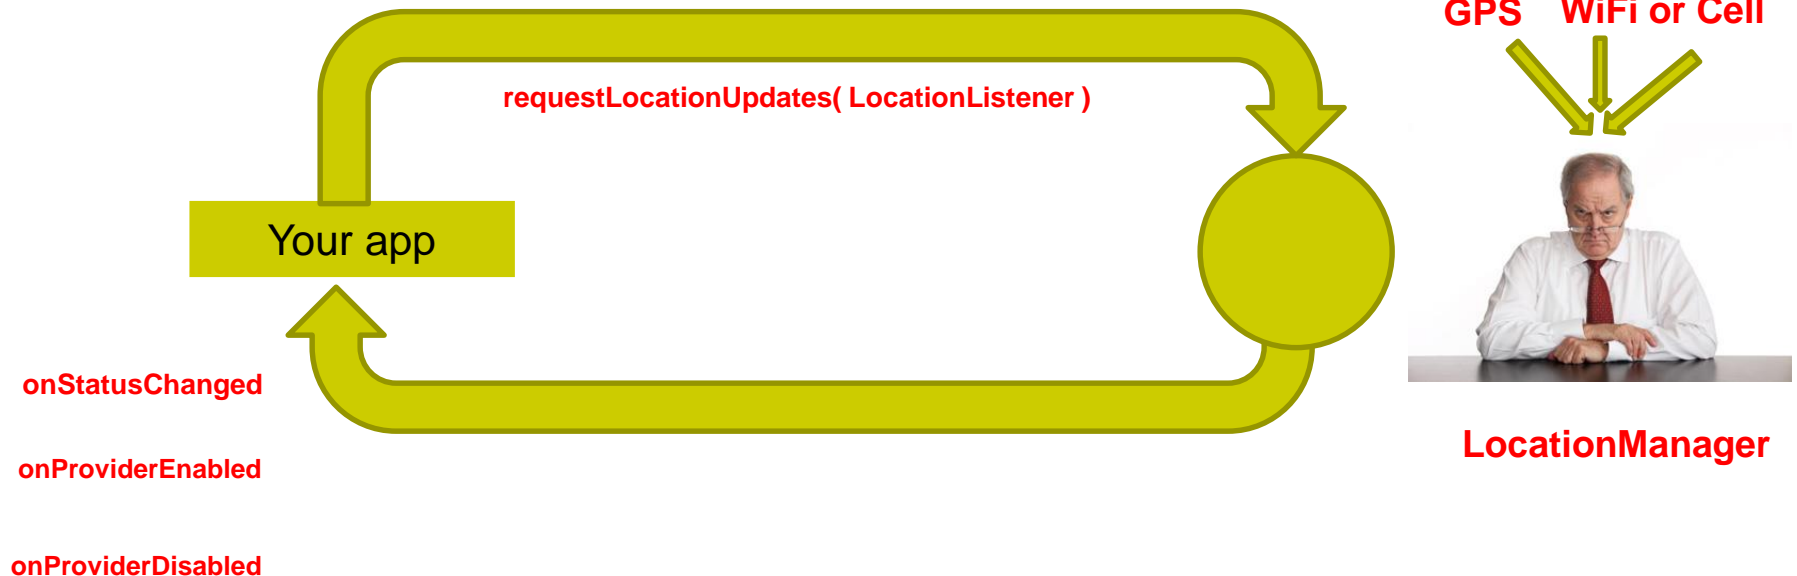 GPS WiFi or Cell
requestLocationUpdates( LocationListener )
Your app
onStatusChanged
LocationManager
onProviderEnabled
onProviderDisabled